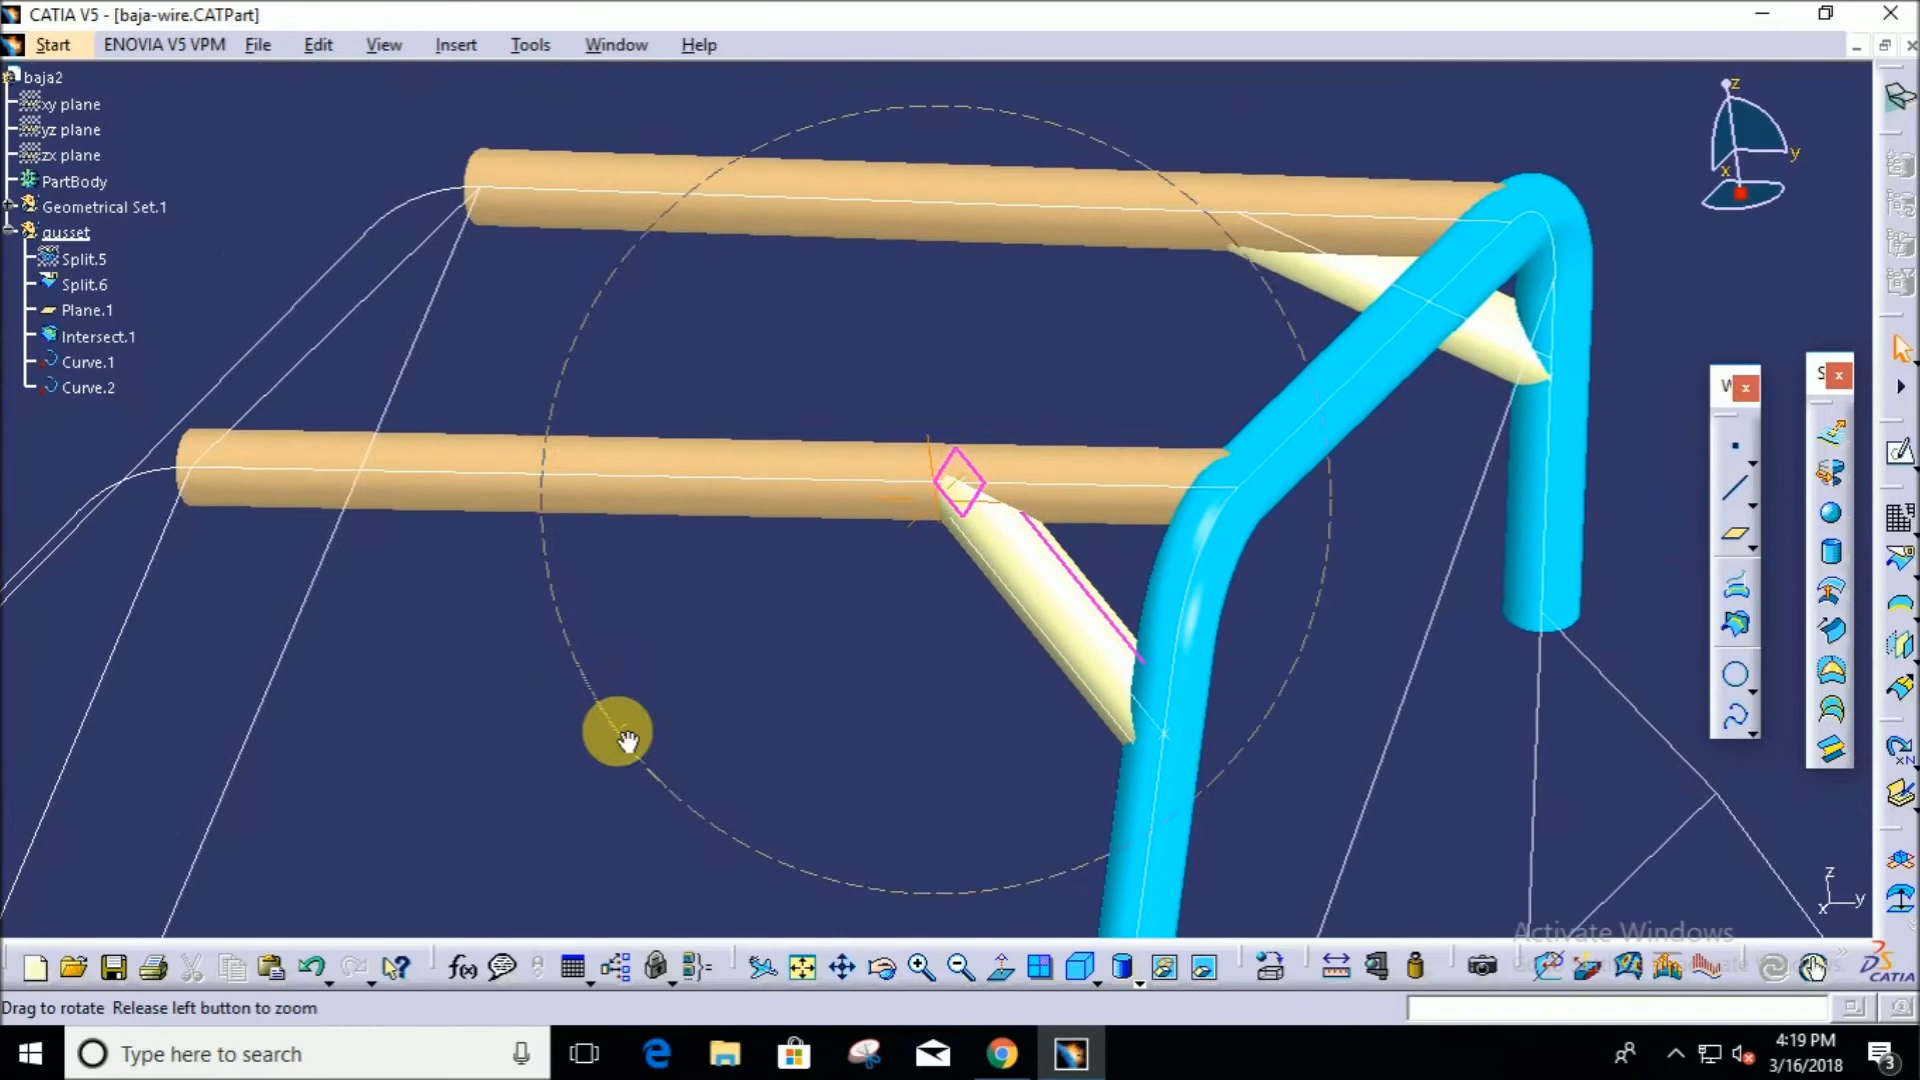 CATIA V5 - [baja-wire.CATPart]
Start ENOVIA V5 VPM File Edit View Insert Tools Window Help
baja2
xy plane
yz plane
zx plane
PartBody
Geometrical Set.1
gusset
Split.5
Split.6
Plane.1
Intersect.1
Curve.1
Curve.2
z
y
x
W x
S x
z
y
x
Activate Windows
f(x)
CATIA
Drag to rotate Release left button to zoom
Type here to search
4:19 PM
3/16/2018
3